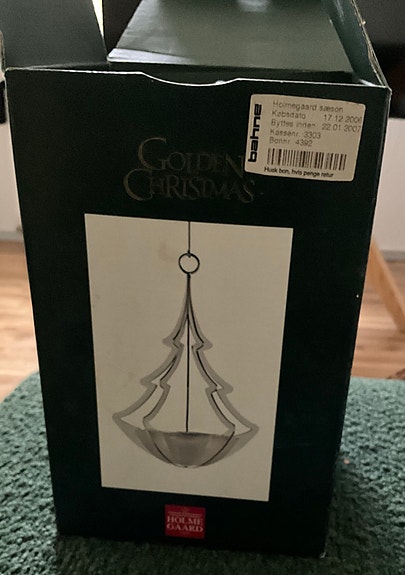 bahne
Holmegaard sæson
Købsdato 17.12.2006
Byttes inden: 22.01.2007
Kassenr. 3303
Bonnr. 4392
Husk bon, hvis penge retur
GOLDEN
CHRISTMAS
HOLME
GAARD